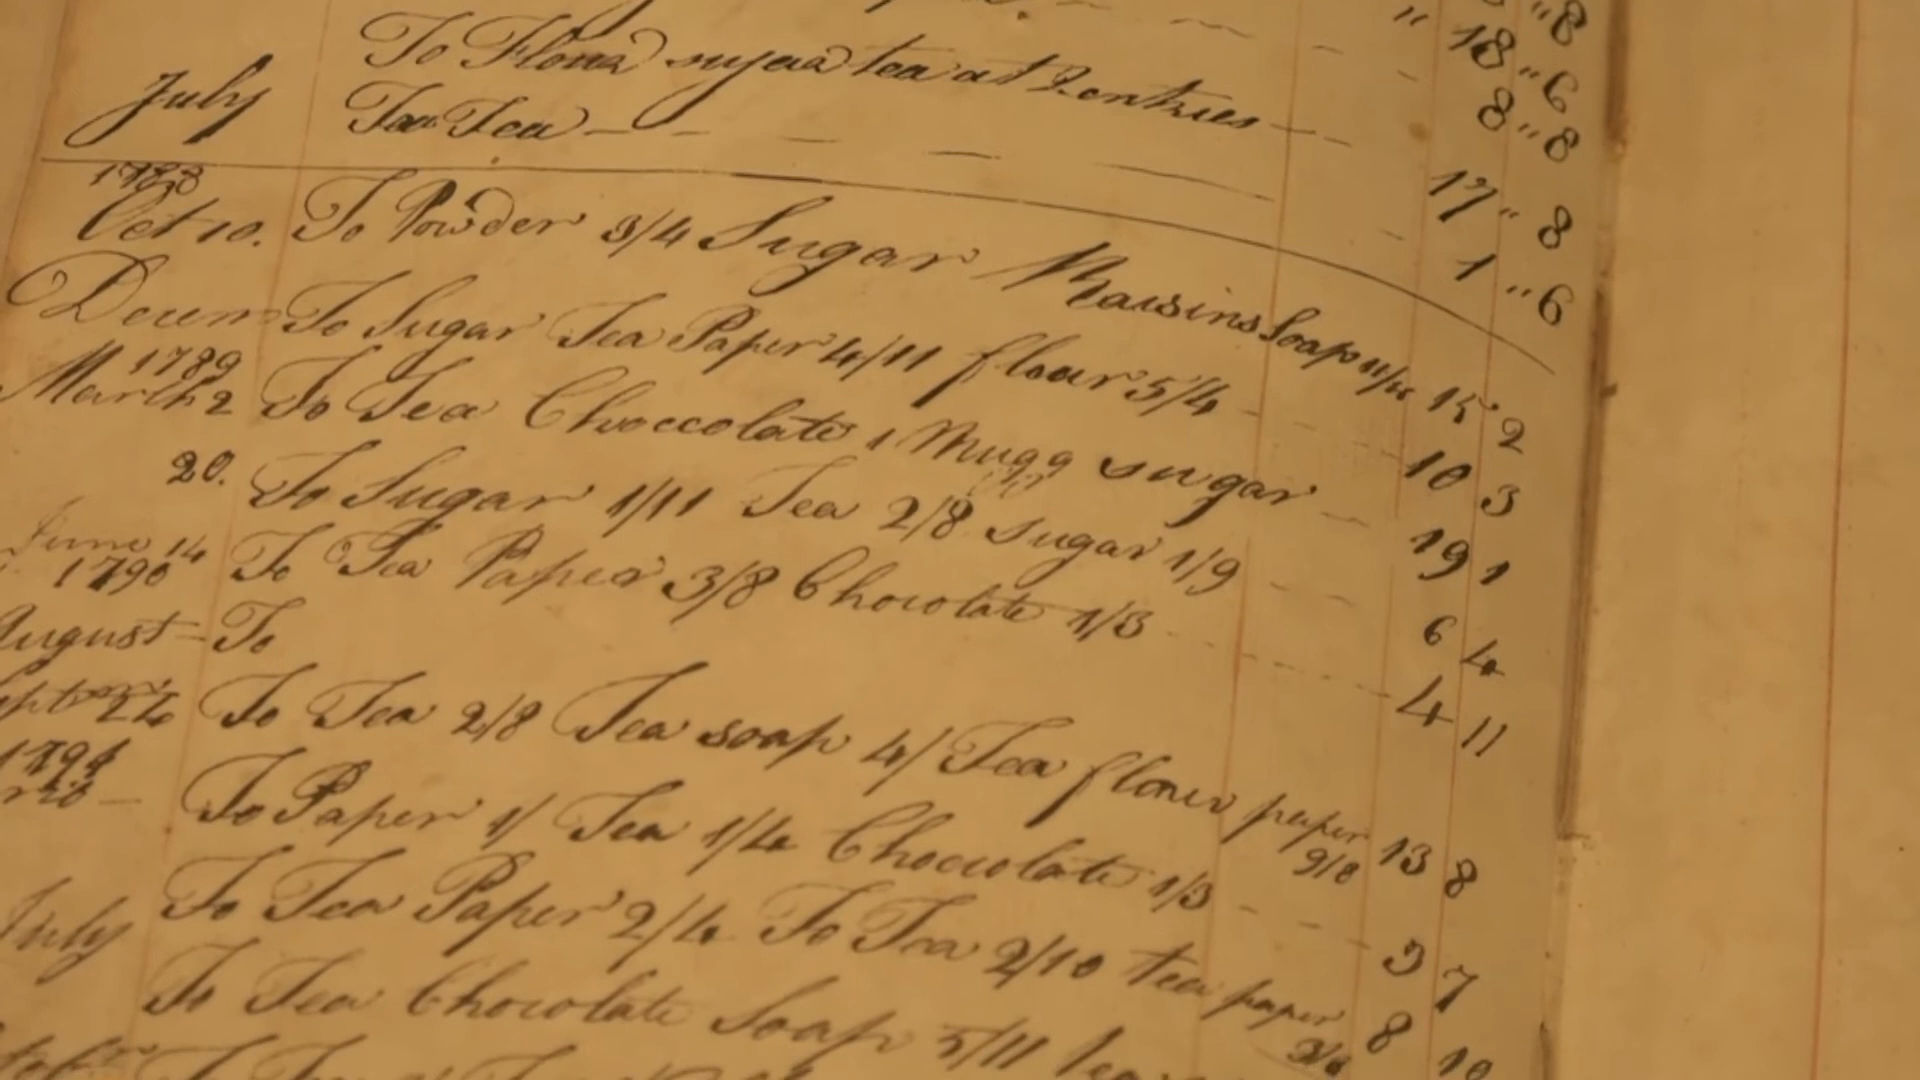 " 18 " 6
To Flour sugar tea at 2 entries 8 " 8
July To Tea 17 " 8
1 " 6
1788
Oct 10. To Powder 3/4 Sugar Raisins Soap 15 2
Decem To Sugar Tea Paper 4/11 flour 5/4 10 3
1789
March 2 To Tea Choccolate 1 Mugg sugar 19 1
20. To Sugar 1/11 Tea 2/8 sugar 1/9 6 4
June 14
1790 To Tea Paper 3/8 Chocolate 1/3 4 11
August To
24 To Tea 2/8 Tea soap 4/ Tea flour paper 9/8 13 8
1791
To Paper 1/ Tea 1/4 Chocolate 1/3 3 7
July To Tea Paper 2/4 To Tea 2/10 tea paper 8 10
To Tea Chocolate Soap 5/11